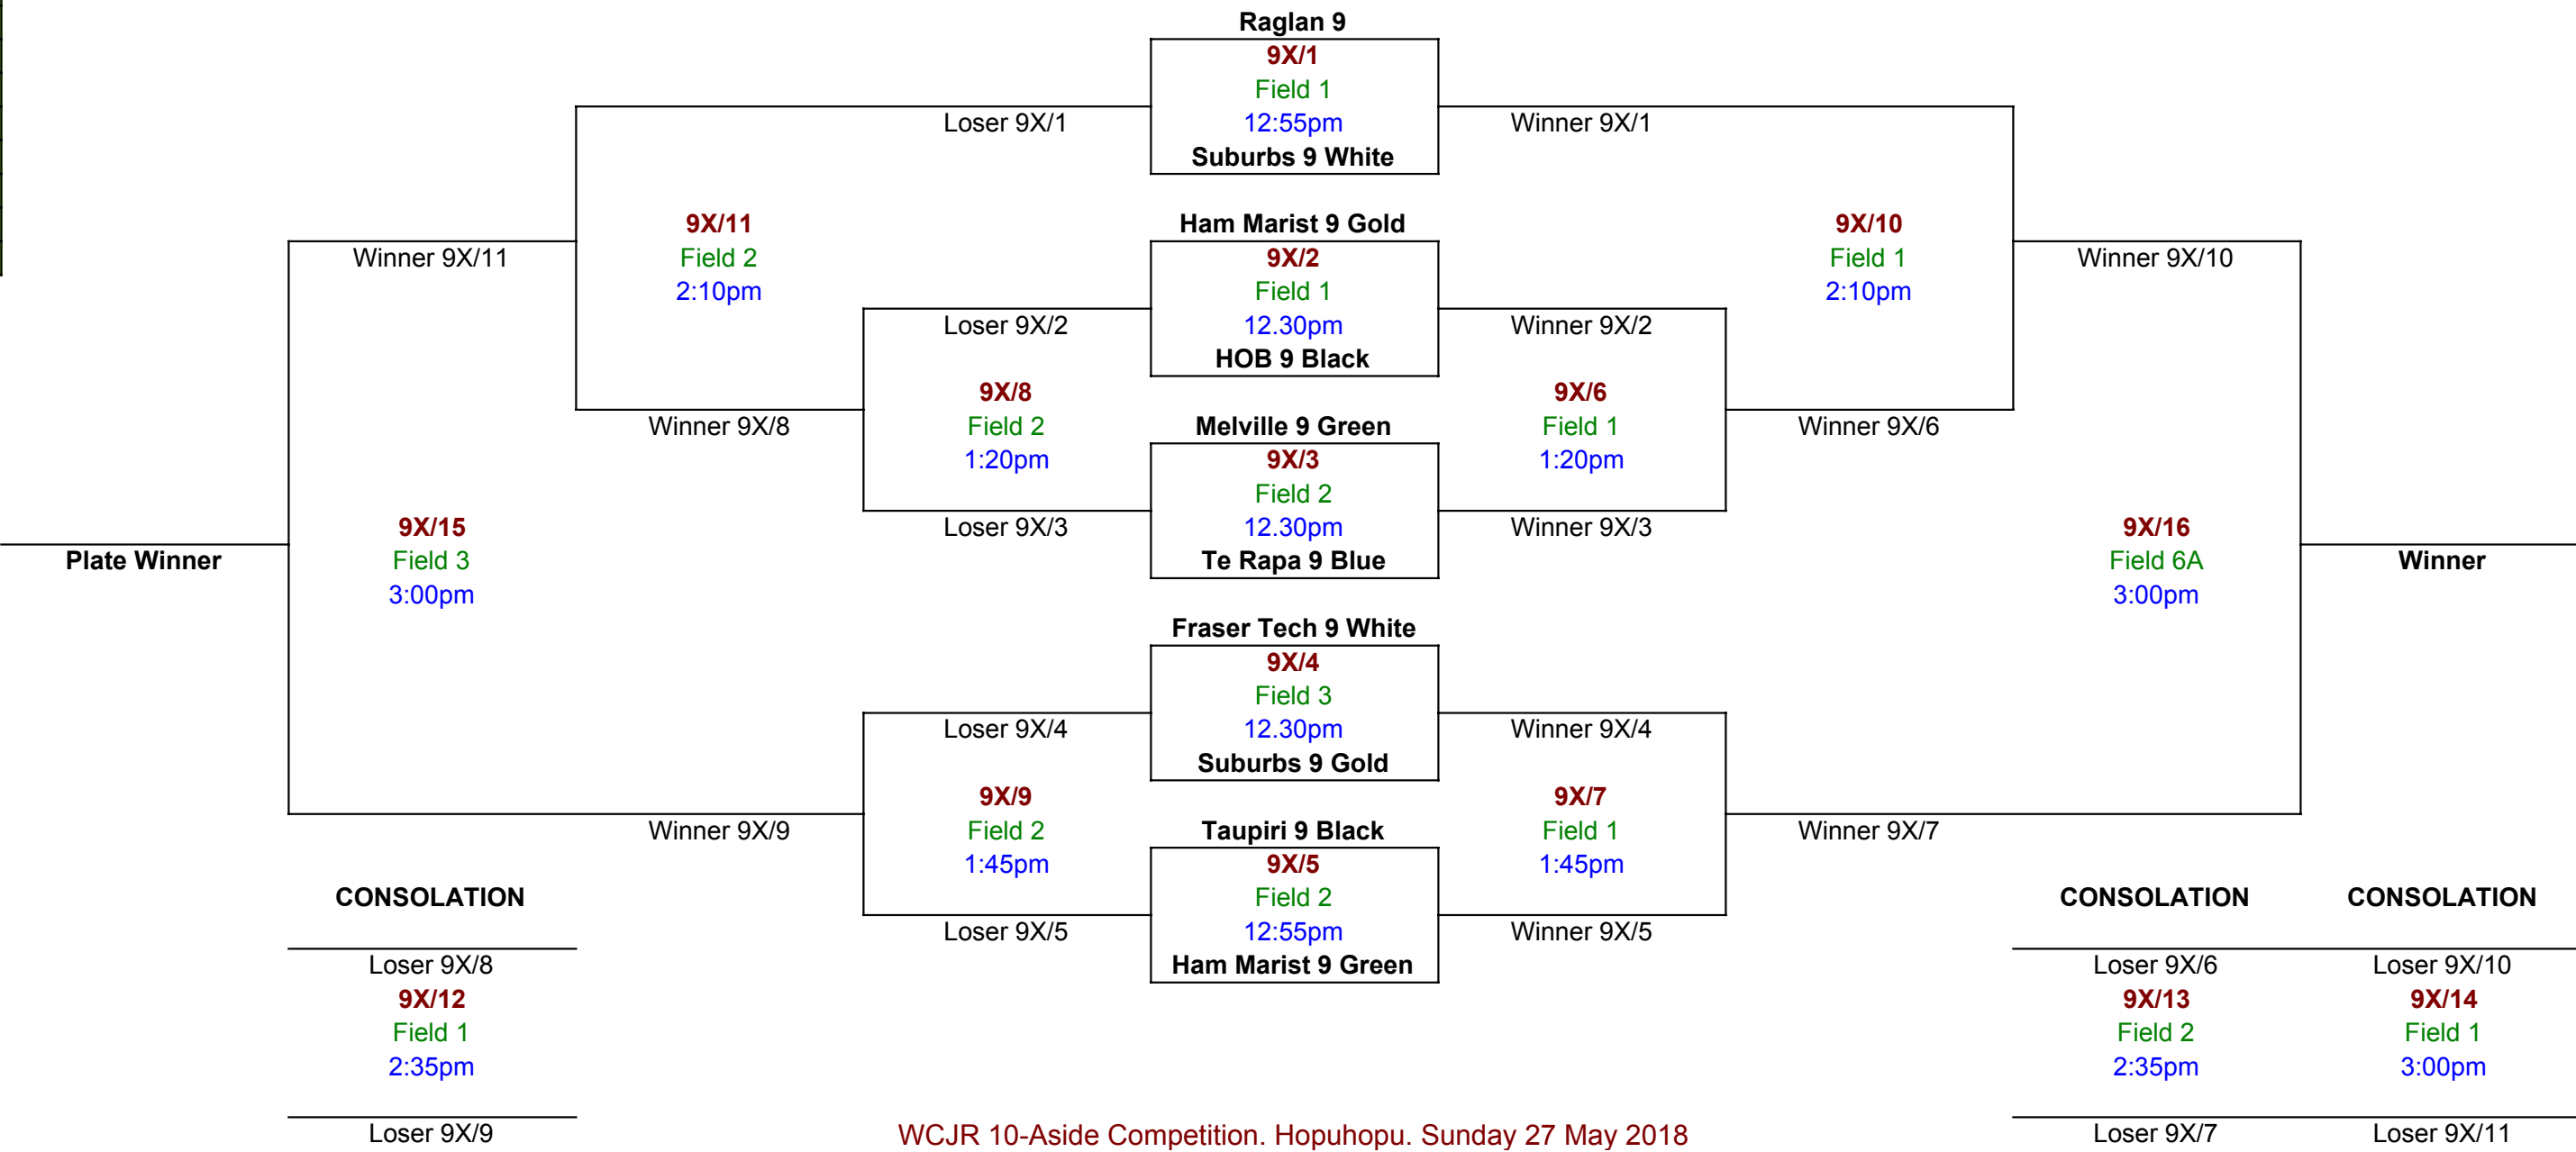 Raglan 9
9X/1
Field 1
Loser 9X/1 12:55pm Winner 9X/1
Suburbs 9 White
9X/11 Ham Marist 9 Gold 9X/10
Winner 9X/11 Field 2 9X/2 Field 1 Winner 9X/10
2:10pm Field 1 2:10pm
Loser 9X/2 12.30pm Winner 9X/2
HOB 9 Black
9X/8 9X/6
Winner 9X/8 Field 2 Melville 9 Green Field 1 Winner 9X/6
1:20pm 9X/3 1:20pm
Field 2
9X/15 Loser 9X/3 12.30pm Winner 9X/3 9X/16
Plate Winner Field 3 Te Rapa 9 Blue Field 6A Winner
3:00pm 3:00pm
Fraser Tech 9 White
9X/4
Field 3
Loser 9X/4 12.30pm Winner 9X/4
Suburbs 9 Gold
9X/9 9X/7
Winner 9X/9 Field 2 Taupiri 9 Black Field 1 Winner 9X/7
1:45pm 9X/5 1:45pm
CONSOLATION Field 2 CONSOLATION CONSOLATION
Loser 9X/5 12:55pm Winner 9X/5
Loser 9X/8 Ham Marist 9 Green Loser 9X/6 Loser 9X/10
9X/12 9X/13 9X/14
Field 1 Field 2 Field 1
2:35pm 2:35pm 3:00pm
Loser 9X/9 WCJR 10-Aside Competition. Hopuhopu. Sunday 27 May 2018 Loser 9X/7 Loser 9X/11